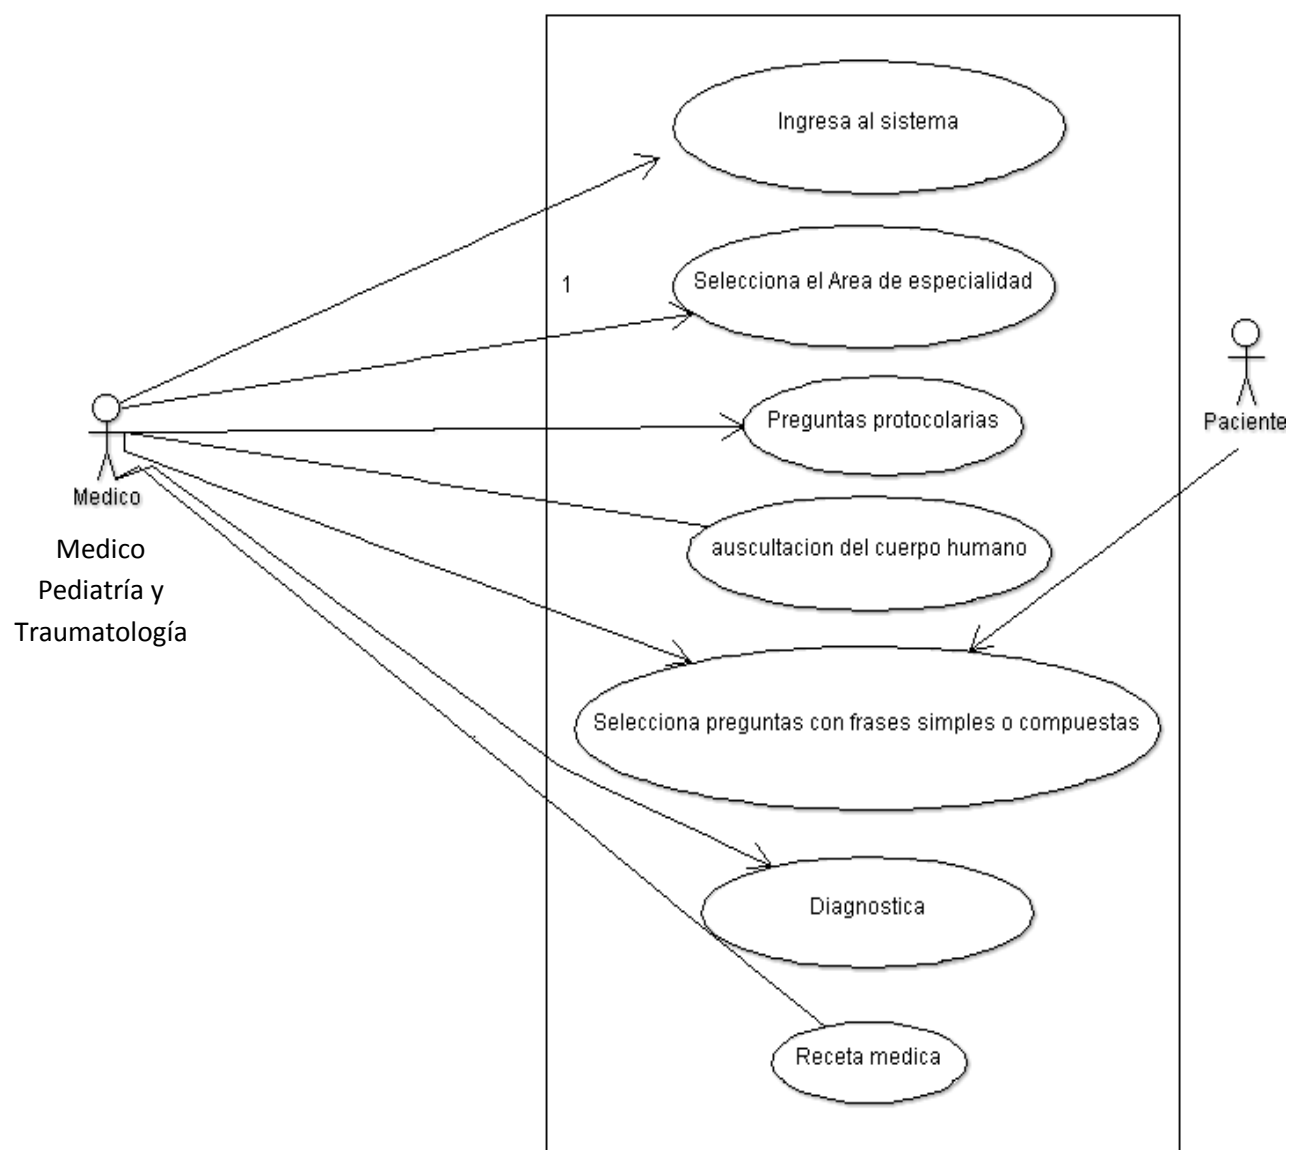 Ingresa al sistema
1
Selecciona el Area de especialidad
Preguntas protocolarias
Paciente
Medico
Medico
Pediatría y
Traumatología
auscultacion del cuerpo humano
Selecciona preguntas con frases simples o compuestas
Diagnostica
Receta medica